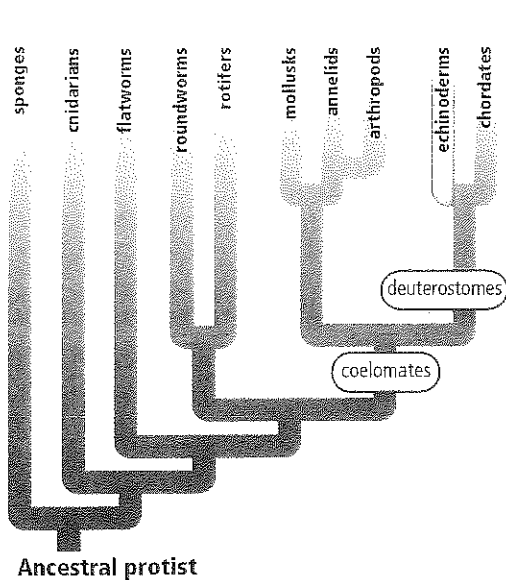 sponges
cnidarians
flatworms
roundworms
rotifers
mollusks
annelids
arthropods
echinoderms
chordates
deuterostomes
coelomates
Ancestral protist